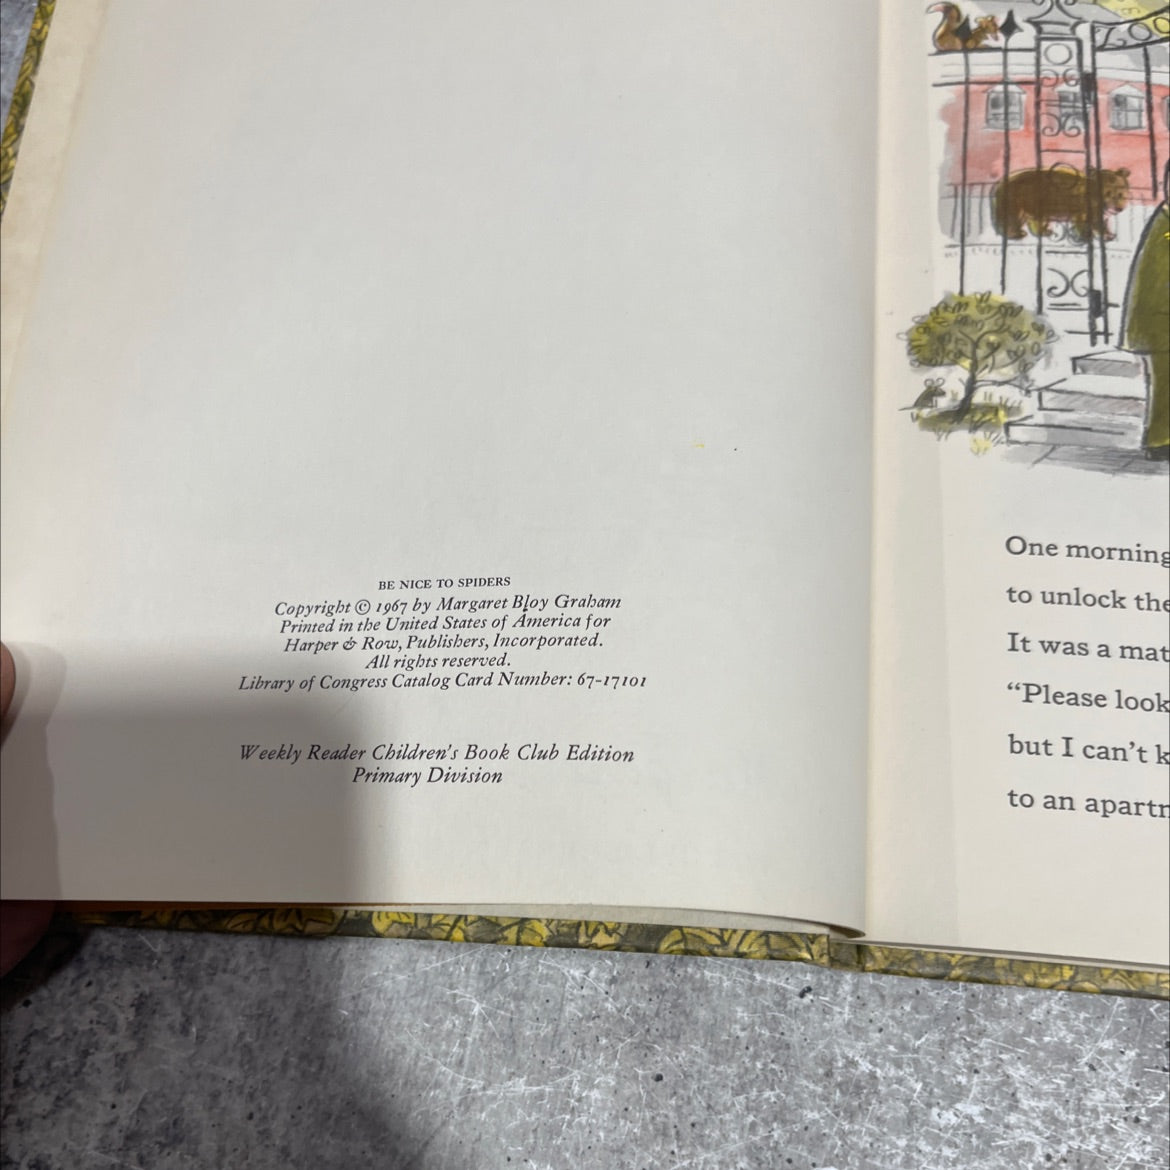 BE NICE TO SPIDERS
Copyright © 1967 by Margaret Bloy Graham
Printed in the United States of America for
Harper & Row, Publishers, Incorporated.
All rights reserved.
Library of Congress Catalog Card Number: 67-17101
Weekly Reader Children's Book Club Edition
Primary Division
One morning
to unlock the
It was a mat
“Please look
but I can't k
to an apartm